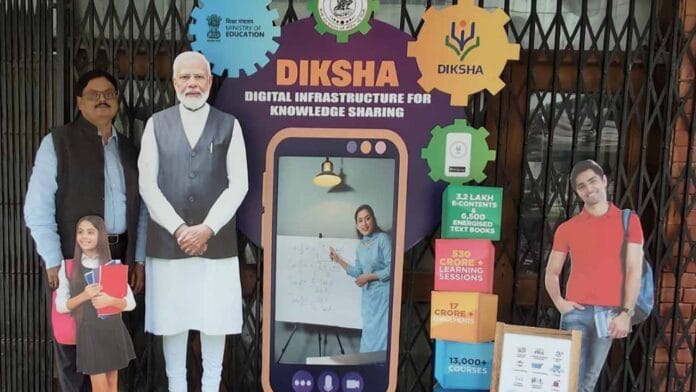 शिक्षा मंत्रालय
MINISTRY OF
EDUCATION
DIKSHA
DIKSHA
DIGITAL INFRASTRUCTURE FOR
KNOWLEDGE SHARING
3.2 LAKH
E-CONTENTS
&
6,500
ENERGISED
TEXT BOOKS
530
CRORE +
LEARNING
SESSIONS
17
CRORE +
13,000+
COURSES